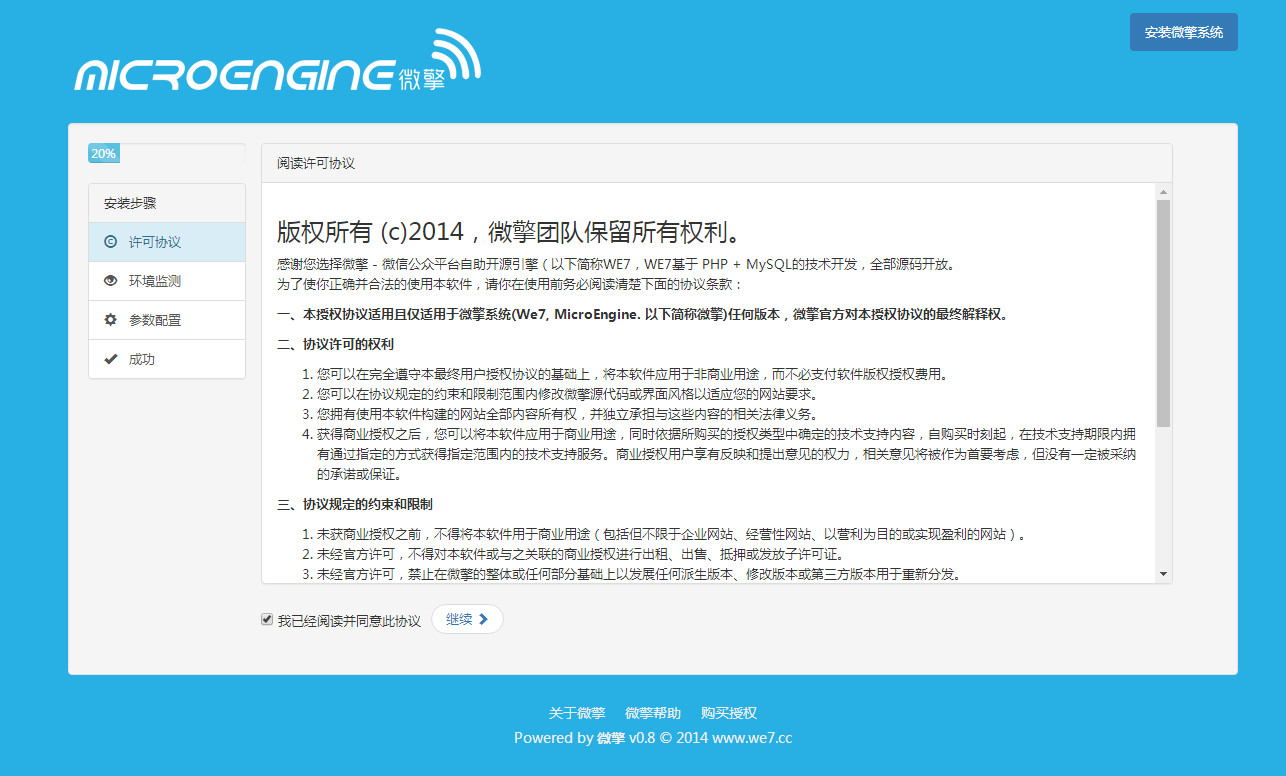 安装微擎系统
MICROENGINE微擎
20%
阅读许可协议
安装步骤
许可协议
环境监测
参数配置
成功
版权所有 (c)2014，微擎团队保留所有权利。
感谢您选择微擎 - 微信公众平台自助开源引擎（以下简称WE7，WE7基于 PHP + MySQL的技术开发，全部源码开放。
为了使你正确并合法的使用本软件，请你在使用前务必阅读清楚下面的协议条款：
一、本授权协议适用且仅适用于微擎系统(We7, MicroEngine. 以下简称微擎)任何版本，微擎官方对本授权协议的最终解释权。
二、协议许可的权利
1. 您可以在完全遵守本最终用户授权协议的基础上，将本软件应用于非商业用途，而不必支付软件版权授权费用。
2. 您可以在协议规定的约束和限制范围内修改微擎源代码或界面风格以适应您的网站要求。
3. 您拥有使用本软件构建的网站全部内容所有权，并独立承担与这些内容的相关法律义务。
4. 获得商业授权之后，您可以将本软件应用于商业用途，同时依据所购买的授权类型中确定的技术支持内容，自购买时刻起，在技术支持期限内拥
有通过指定的方式获得指定范围内的技术支持服务。商业授权用户享有反映和提出意见的权力，相关意见将被作为首要考虑，但没有一定被采纳
的承诺或保证。
三、协议规定的约束和限制
1. 未获商业授权之前，不得将本软件用于商业用途（包括但不限于企业网站、经营性网站、以营利为目的或实现盈利的网站）。
2. 未经官方许可，不得对本软件或与之关联的商业授权进行出租、出售、抵押或发放子许可证。
3. 未经官方许可，禁止在微擎的整体或任何部分基础上以发展任何派生版本、修改版本或第三方版本用于重新分发。
我已经阅读并同意此协议 继续
关于微擎 微擎帮助 购买授权
Powered by 微擎 v0.8 © 2014 www.we7.cc